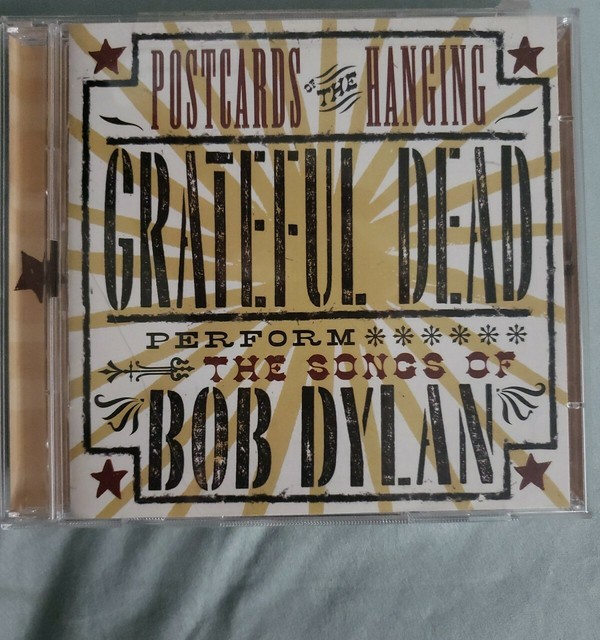 POSTCARDS OF THE HANGING
GRATEFUL DEAD
PERFORM ******
THE SONGS OF
BOB DYLAN